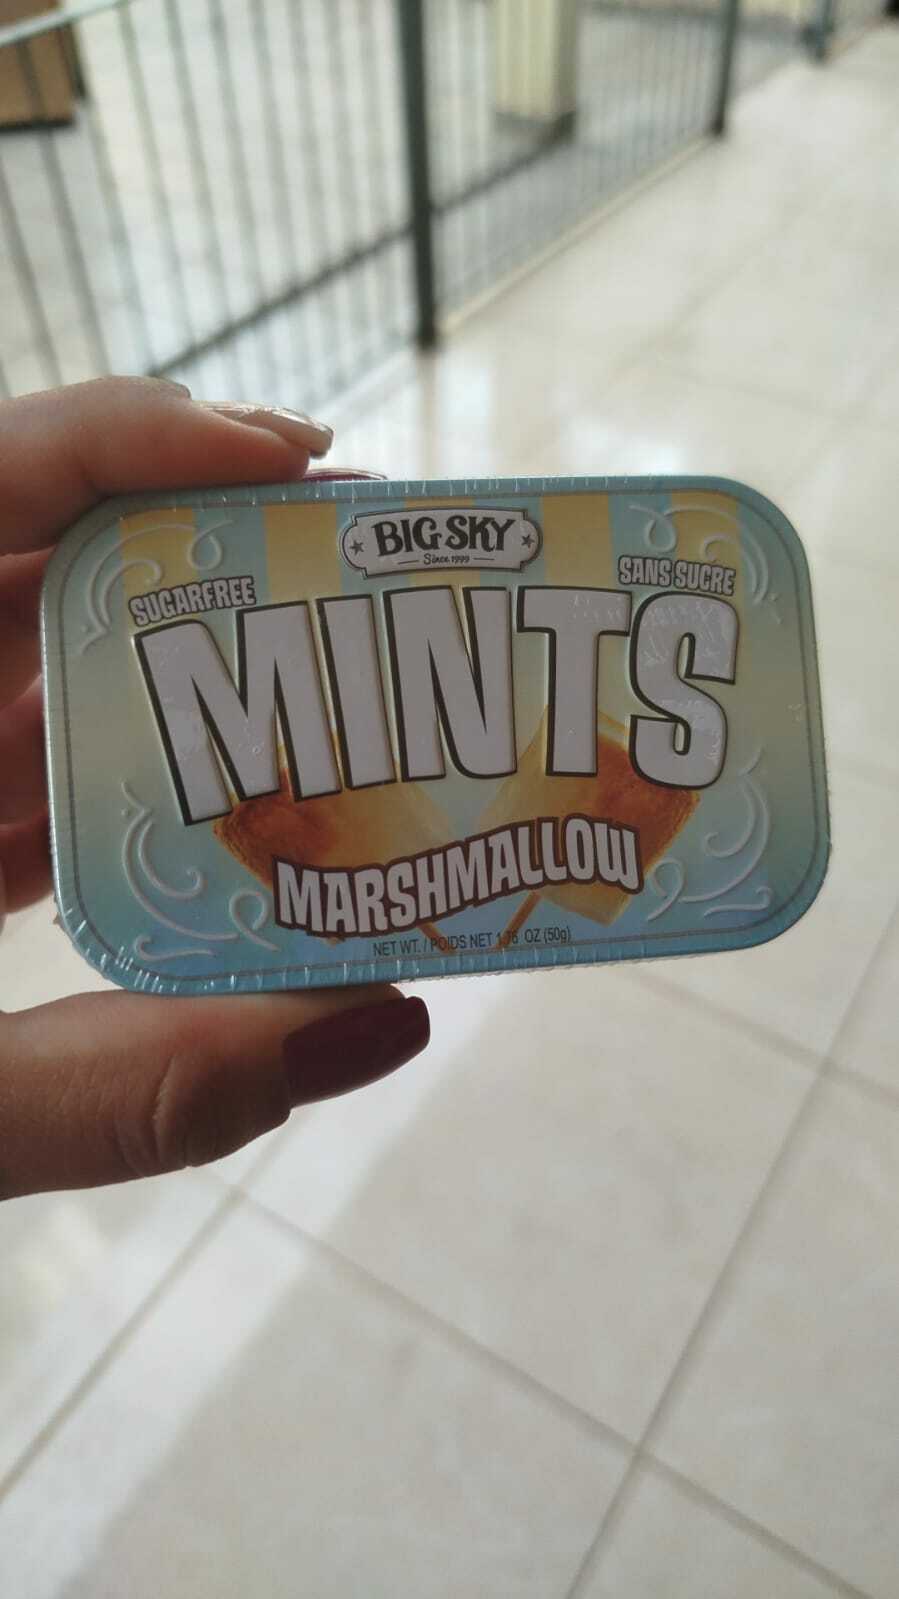 BIG SKY
Since 1999
SUGARFREE
SANS SUCRE
MINTS
MARSHMALLOW
NET WT. / POIDS NET 1.76 OZ (50g)